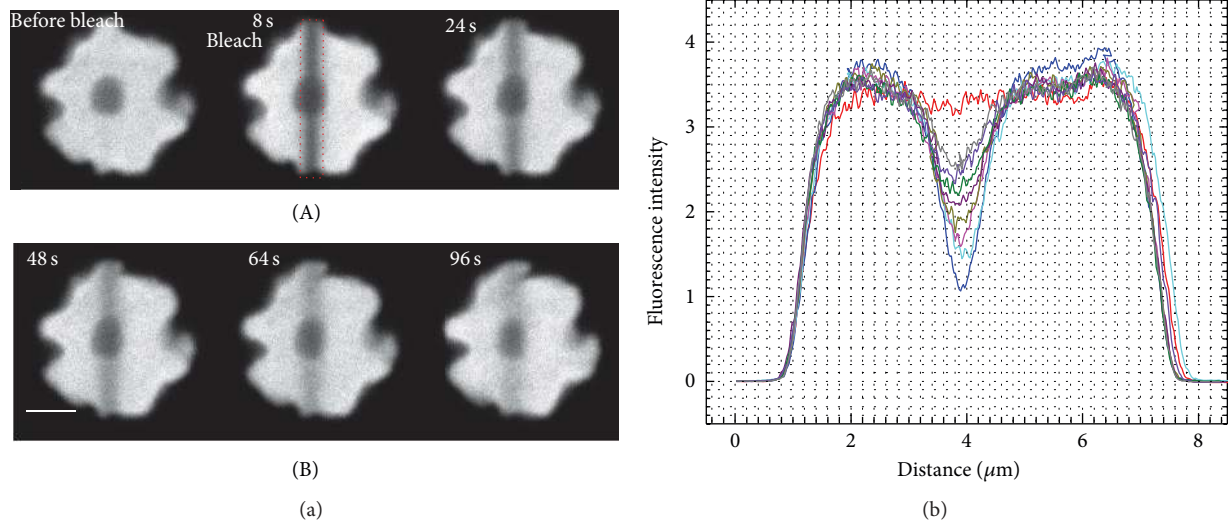 Before bleach
8 s
Bleach
24 s
(A)
48 s
64 s
96 s
(B)
(a)
4
3
2
1
0
Fluorescence intensity
0 2 4 6 8
Distance (μm)
(b)